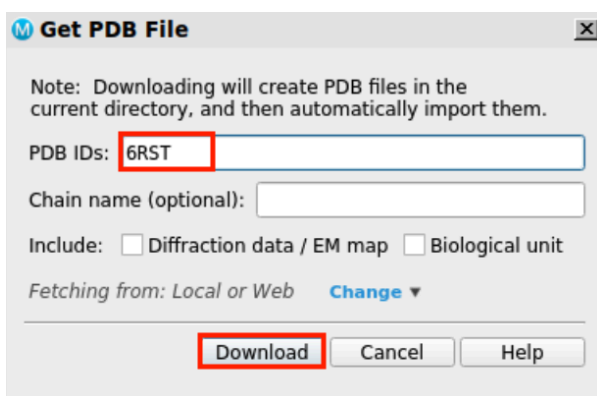 Get PDB File
Note: Downloading will create PDB files in the
current directory, and then automatically import them.
PDB IDs: 6RST
Chain name (optional):
Include: Diffraction data / EM map Biological unit
Fetching from: Local or Web Change ▼
Download Cancel Help